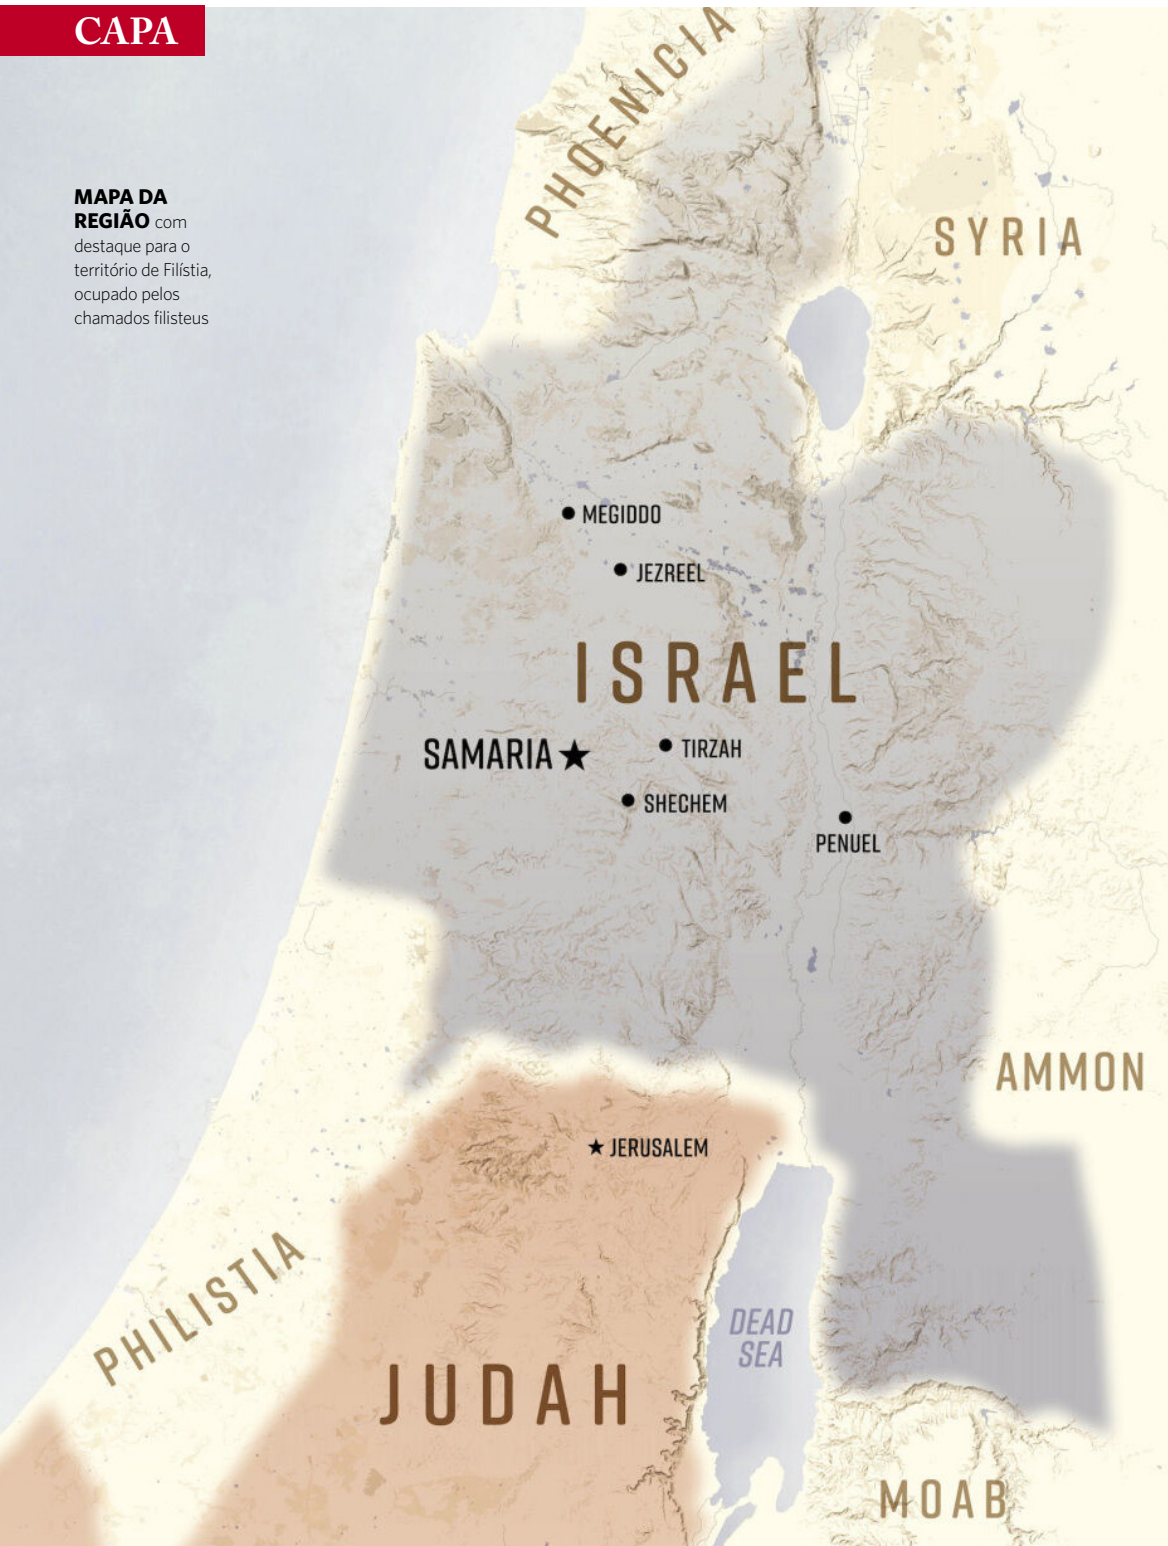 CAPA
MAPA DA
REGIÃO com
destaque para o
território de Filístia,
ocupado pelos
chamados filisteus
PHOENICIA
SYRIA
MEGIDDO
JEZREEL
ISRAEL
SAMARIA
TIRZAH
SHECHEM
PENUEL
AMMON
JERUSALEM
PHILISTIA
DEAD
SEA
JUDAH
MOAB